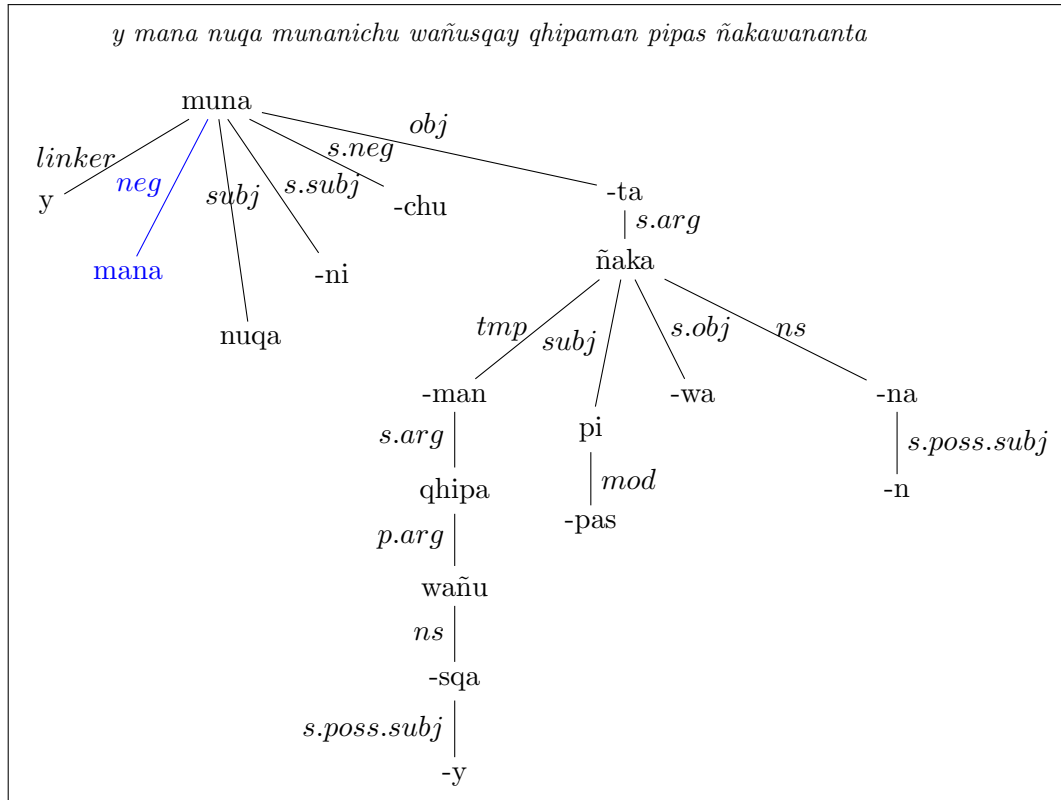 y mana nuqa munanichu wañusqay qhipaman pipas ñakawananta
muna
obj
linker
s.neg
neg
subj
s.subj
y
-chu
-ta
mana
-ni
s.arg
ñaka
nuqa
tmp
subj
s.obj
ns
-man
-wa
-na
s.arg
pi
s.poss.subj
qhipa
mod
-n
p.arg
-pas
wañu
ns
-sqa
s.poss.subj
-y